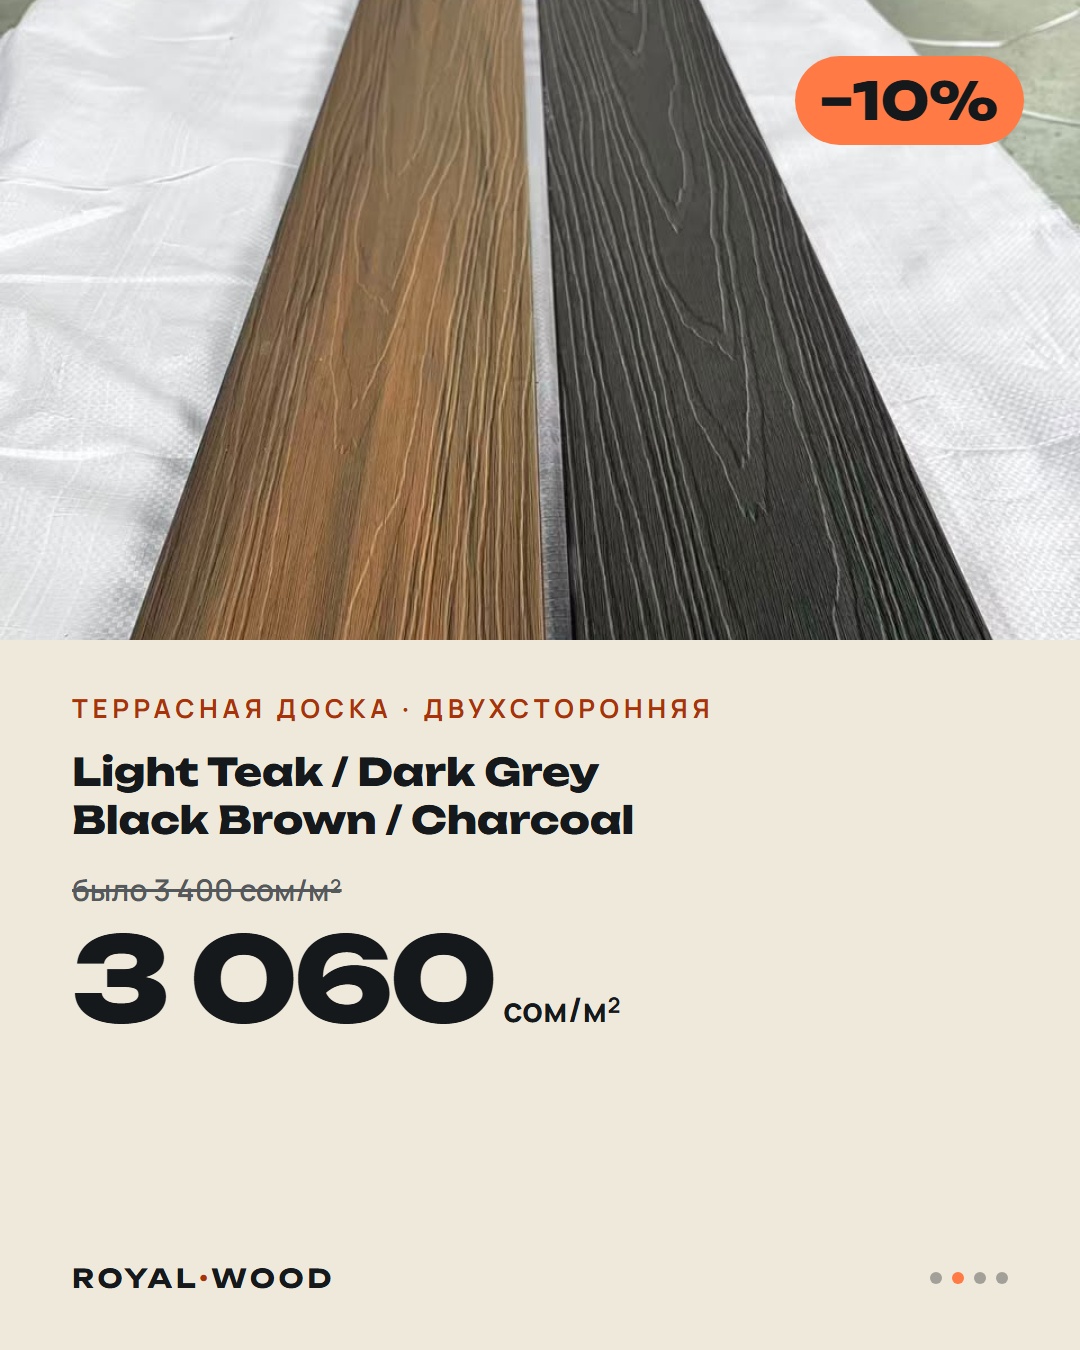 −10%
ТЕРРАСНАЯ ДОСКА · ДВУХСТОРОННЯЯ
Light Teak / Dark Grey
Black Brown / Charcoal
было 3 400 сом/м²
3 060 сом/м²
ROYAL·WOOD